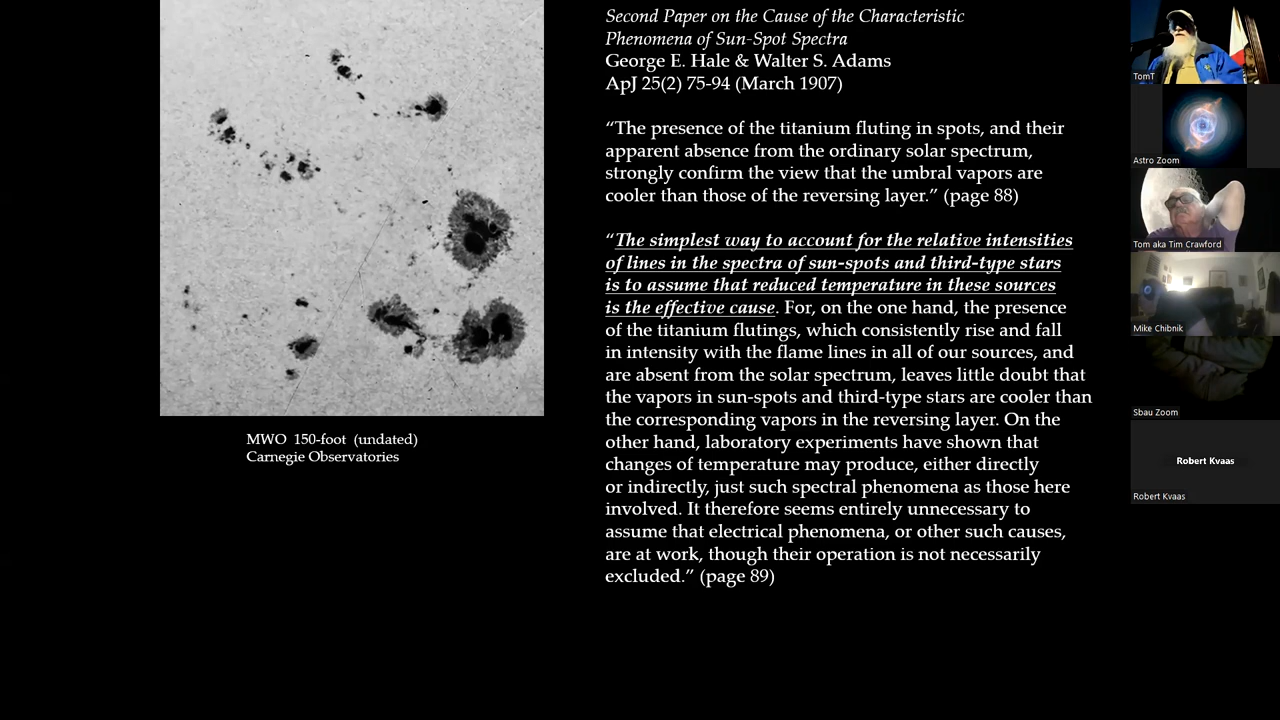 Second Paper on the Cause of the Characteristic
Phenomena of Sun-Spot Spectra
George E. Hale & Walter S. Adams
ApJ 25(2) 75-94 (March 1907)
“The presence of the titanium fluting in spots, and their
apparent absence from the ordinary solar spectrum,
strongly confirm the view that the umbral vapors are
cooler than those of the reversing layer.” (page 88)
“The simplest way to account for the relative intensities
of lines in the spectra of sun-spots and third-type stars
is to assume that reduced temperature in these sources
is the effective cause. For, on the one hand, the presence
of the titanium flutings, which consistently rise and fall
in intensity with the flame lines in all of our sources, and
are absent from the solar spectrum, leaves little doubt that
the vapors in sun-spots and third-type stars are cooler than
the corresponding vapors in the reversing layer. On the
other hand, laboratory experiments have shown that
changes of temperature may produce, either directly
or indirectly, just such spectral phenomena as those here
involved. It therefore seems entirely unnecessary to
assume that electrical phenomena, or other such causes,
are at work, though their operation is not necessarily
excluded.” (page 89)
MWO 150-foot (undated)
Carnegie Observatories
TomT
Astro Zoom
Tom aka Tim Crawford
Mike Chibnik
Sbau Zoom
Robert Kvaas
Robert Kvaas